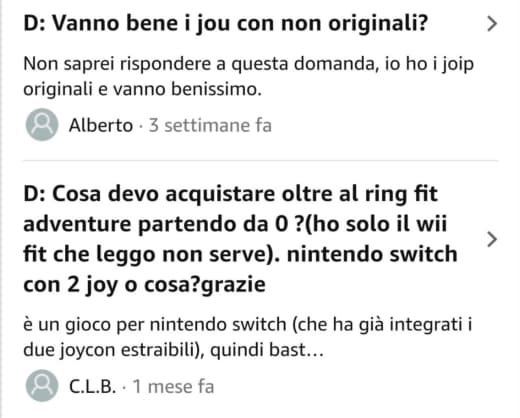 D: Vanno bene i jou con non originali?
Non saprei rispondere a questa domanda, io ho i joip
originali e vanno benissimo.
Alberto · 3 settimane fa
D: Cosa devo acquistare oltre al ring fit
adventure partendo da 0 ?(ho solo il wii
fit che leggo non serve). nintendo switch
con 2 joy o cosa?grazie
è un gioco per nintendo switch (che ha già integrati i
due joycon estraibili), quindi bast...
C.L.B. · 1 mese fa